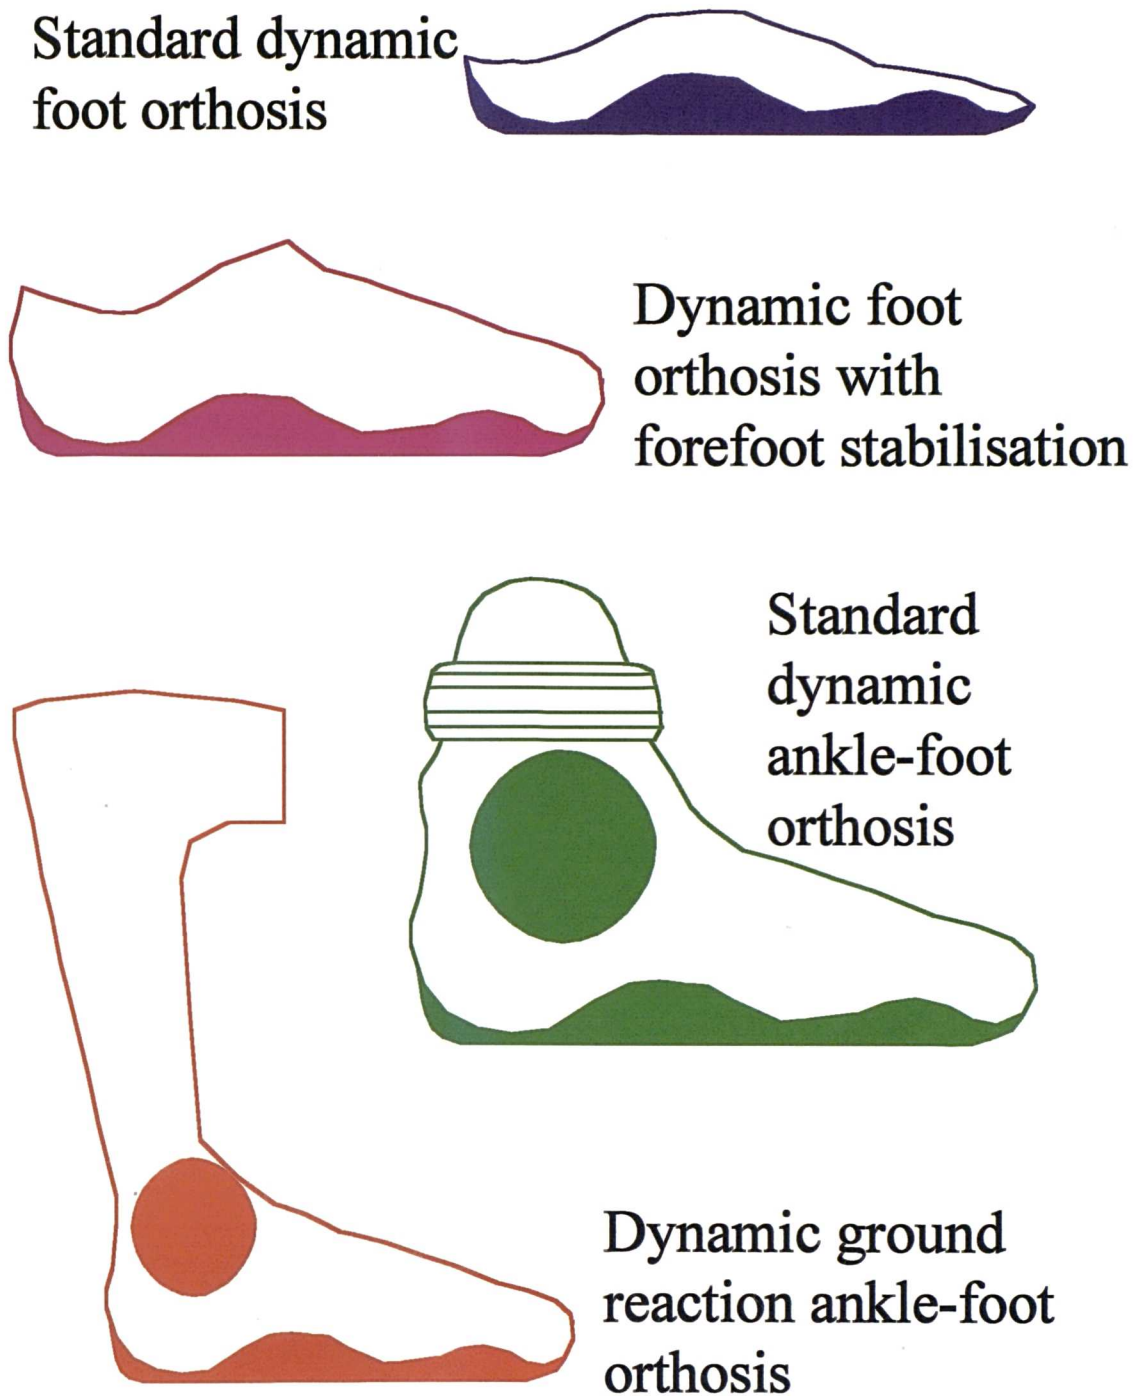 Standard dynamic
foot orthosis
Dynamic foot
orthosis with
forefoot stabilisation
Standard
dynamic
ankle-foot
orthosis
Dynamic ground
reaction ankle-foot
orthosis